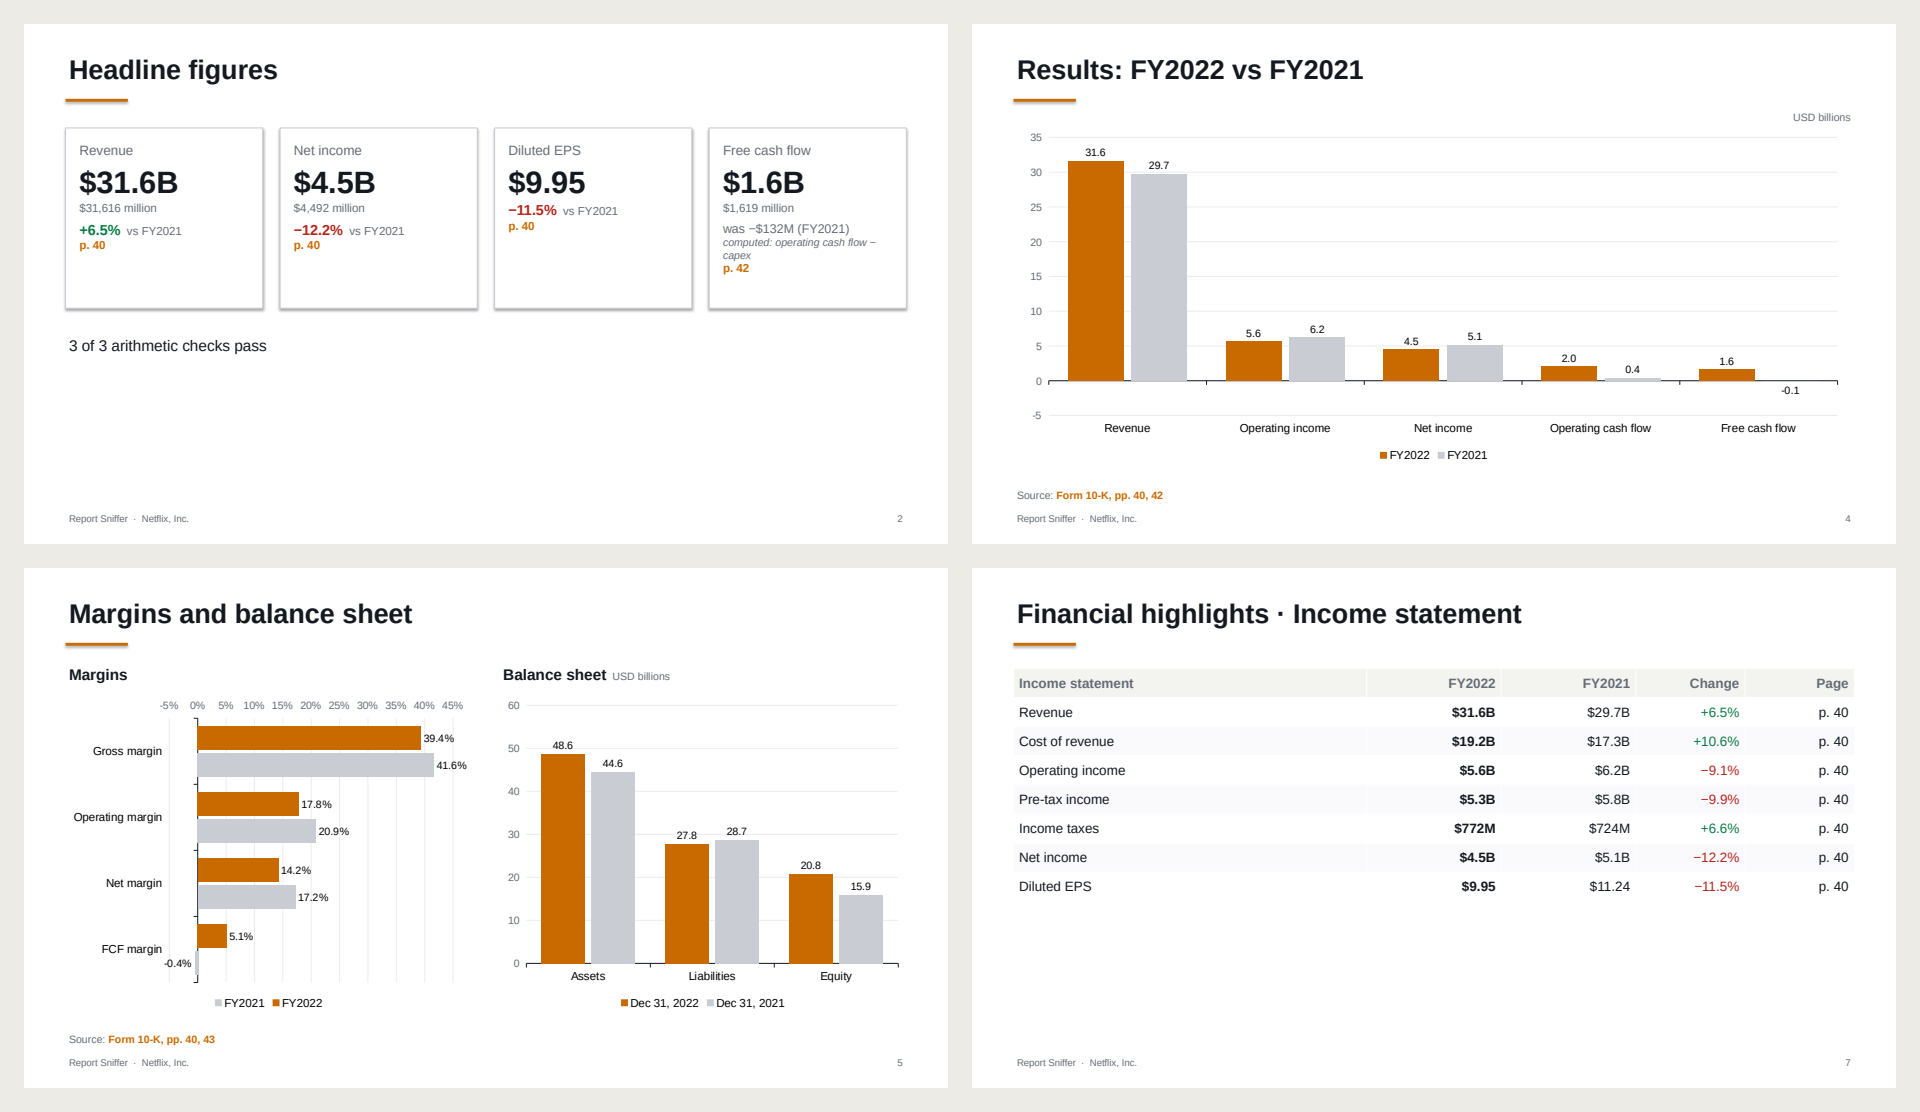 Headline figures
Revenue
$31.6B
$31,616 million
+6.5% vs FY2021
p. 40
Net income
$4.5B
$4,492 million
−12.2% vs FY2021
p. 40
Diluted EPS
$9.95
−11.5% vs FY2021
p. 40
Free cash flow
$1.6B
$1,619 million
was −$132M (FY2021)
computed: operating cash flow −
capex
p. 42
3 of 3 arithmetic checks pass
Report Sniffer · Netflix, Inc.
2
Results: FY2022 vs FY2021
USD billions
35
30
25
20
15
10
5
0
-5
31.6
29.7
5.6
6.2
4.5
5.1
2.0
0.4
1.6
-0.1
Revenue
Operating income
Net income
Operating cash flow
Free cash flow
FY2022 FY2021
Source: Form 10-K, pp. 40, 42
Report Sniffer · Netflix, Inc.
4
Margins and balance sheet
Margins
-5% 0% 5% 10% 15% 20% 25% 30% 35% 40% 45%
Gross margin
39.4%
41.6%
Operating margin
17.8%
20.9%
Net margin
14.2%
17.2%
FCF margin
5.1%
-0.4%
FY2021 FY2022
Balance sheet USD billions
60
50
40
30
20
10
0
48.6
44.6
27.8
28.7
20.8
15.9
Assets
Liabilities
Equity
Dec 31, 2022 Dec 31, 2021
Source: Form 10-K, pp. 40, 43
Report Sniffer · Netflix, Inc.
5
Financial highlights · Income statement
Income statement FY2022 FY2021 Change Page
Revenue $31.6B $29.7B +6.5% p. 40
Cost of revenue $19.2B $17.3B +10.6% p. 40
Operating income $5.6B $6.2B −9.1% p. 40
Pre-tax income $5.3B $5.8B −9.9% p. 40
Income taxes $772M $724M +6.6% p. 40
Net income $4.5B $5.1B −12.2% p. 40
Diluted EPS $9.95 $11.24 −11.5% p. 40
Report Sniffer · Netflix, Inc.
7